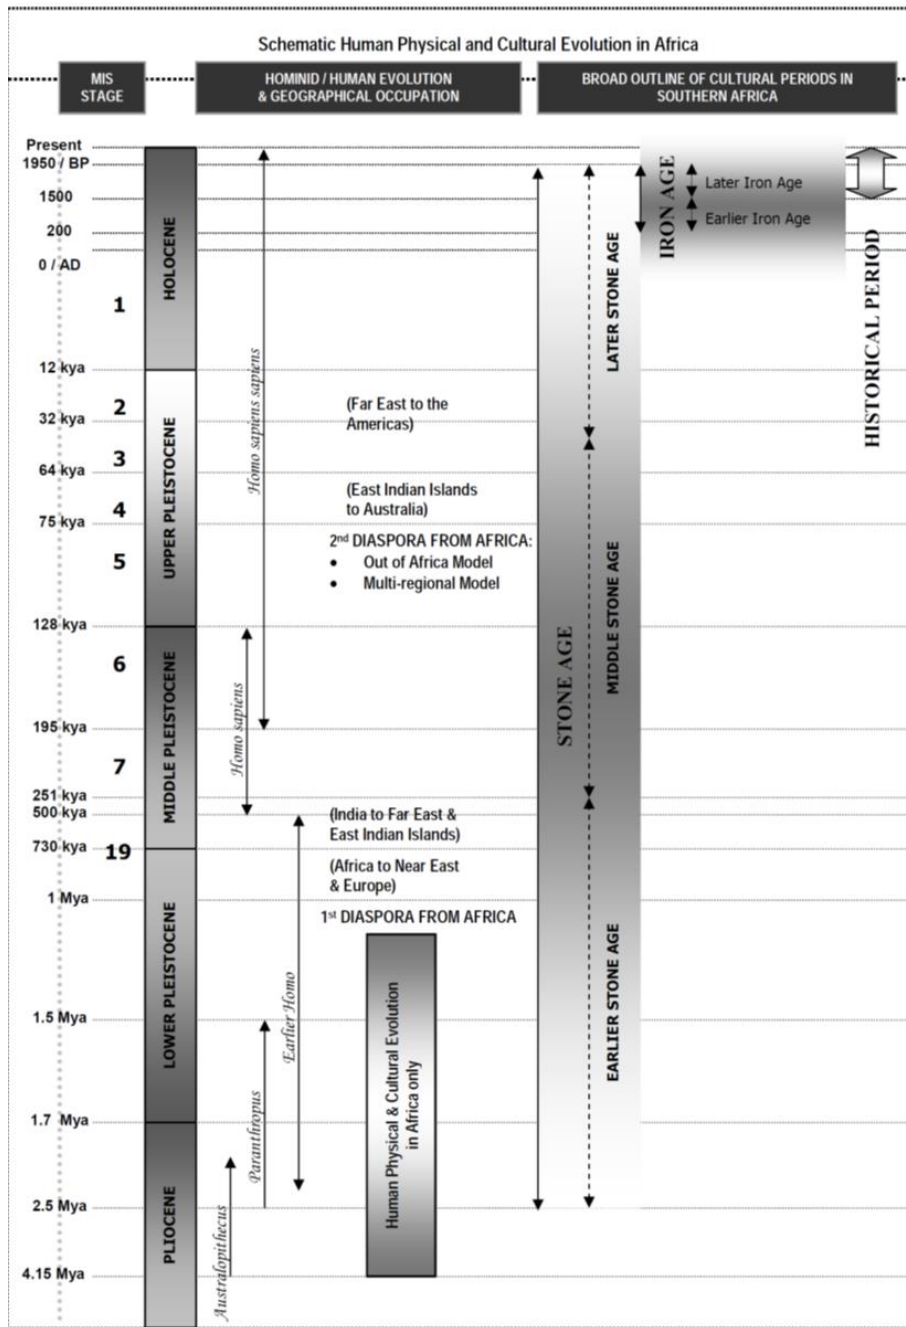 Schematic Human Physical and Cultural Evolution in Africa
MIS
STAGE
HOMINID / HUMAN EVOLUTION
& GEOGRAPHICAL OCCUPATION
BROAD OUTLINE OF CULTURAL PERIODS IN
SOUTHERN AFRICA
Present
1950 / BP
1500
200
0 / AD
1
12 kya
2
32 kya
3
64 kya
4
75 kya
5
128 kya
6
195 kya
7
251 kya
500 kya
730 kya
19
1 Mya
1.5 Mya
1.7 Mya
2.5 Mya
4.15 Mya
HOLOCENE
UPPER PLEISTOCENE
MIDDLE PLEISTOCENE
LOWER PLEISTOCENE
PLIOCENE
Homo sapiens sapiens
Homo sapiens
Earlier Homo
Paranthropus
Australopithecus
(Far East to the
Americas)
(East Indian Islands
to Australia)
2nd DIASPORA FROM AFRICA:
• Out of Africa Model
• Multi-regional Model
(India to Far East &
East Indian Islands)
(Africa to Near East
& Europe)
1st DIASPORA FROM AFRICA
Human Physical & Cultural Evolution
in Africa only
STONE AGE
LATER STONE AGE
MIDDLE STONE AGE
EARLIER STONE AGE
IRON AGE
Later Iron Age
Earlier Iron Age
HISTORICAL PERIOD